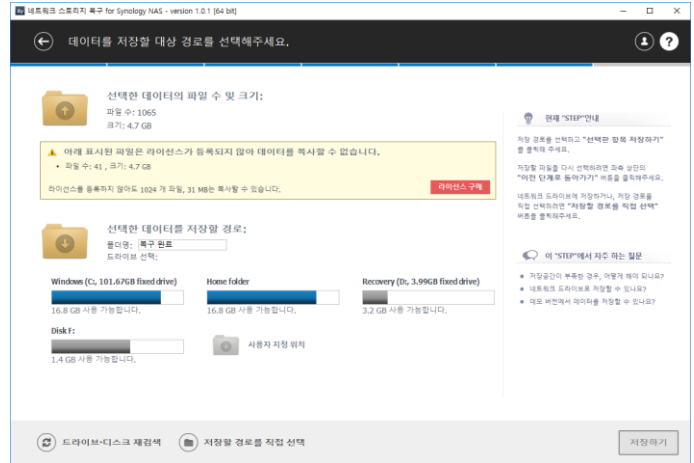 네트워크 스토리지 복구 for Synology NAS - version 1.0.1 [64 bit]
데이터를 저장할 대상 경로를 선택해주세요.
선택한 데이터의 파일 수 및 크기:
파일 수: 1065
크기: 4.7 GB
아래 표시된 파일은 라이선스가 등록되지 않아 데이터를 복사할 수 없습니다.
• 파일 수: 41 , 크기: 4.7 GB
라이선스를 등록하지 않아도 1024 개 파일, 31 MB는 복사할 수 있습니다.
라이선스 구매
선택한 데이터를 저장할 경로:
폴더명: 복구 완료
드라이브 선택:
Windows (C:, 101.67GB fixed drive)
16.8 GB 사용 가능합니다.
Home folder
16.8 GB 사용 가능합니다.
Recovery (D:, 3.99GB fixed drive)
3.2 GB 사용 가능합니다.
Disk F:
1.4 GB 사용 가능합니다.
사용자 지정 위치
현재 "STEP"안내
저장 경로를 선택하고 "선택한 항목 저장하기"
를 클릭해 주세요.
저장할 파일을 다시 선택하려면 좌측 상단의
"이전 단계로 돌아가기" 버튼을 클릭해주세요.
네트워크 드라이브에 저장하거나, 저장 경로를
직접 선택하려면 "저장할 경로를 직접 선택"
버튼을 클릭해주세요.
이 "STEP"에서 자주 하는 질문
저장공간이 부족한 경우, 어떻게 해야 되나요?
네트워크 드라이브로 저장할 수 있나요?
데모 버전에서 데이터를 저장할 수 있나요?
드라이브•디스크 재검색
저장할 경로를 직접 선택
저장하기